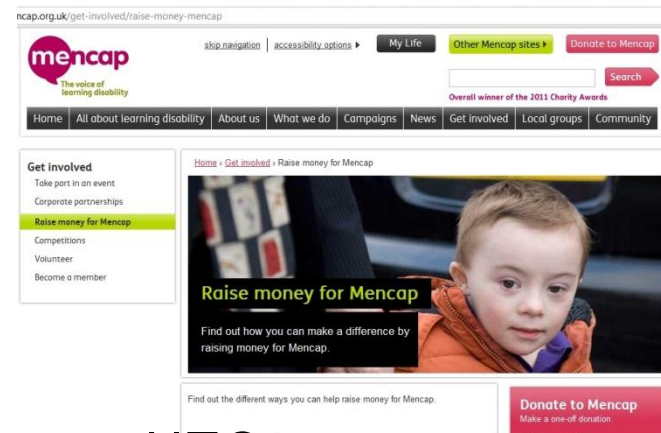 ncap.org.uk/get-involved/raise-money-mencap
mencap
The voice of
learning disability
skip navigation | accessibility options My Life Other Mencap sites Donate to Mencap
Search
Overall winner of the 2011 Charity Awards
Home All about learning disability About us What we do Campaigns News Get involved Local groups Community
Get involved
Take part in an event
Corporate partnerships
Raise money for Mencap
Competitions
Volunteer
Become a member
Home › Get involved › Raise money for Mencap
Raise money for Mencap
Find out how you can make a difference by
raising money for Mencap.
Find out the different ways you can help raise money for Mencap.
Donate to Mencap
Make a one-off donation.